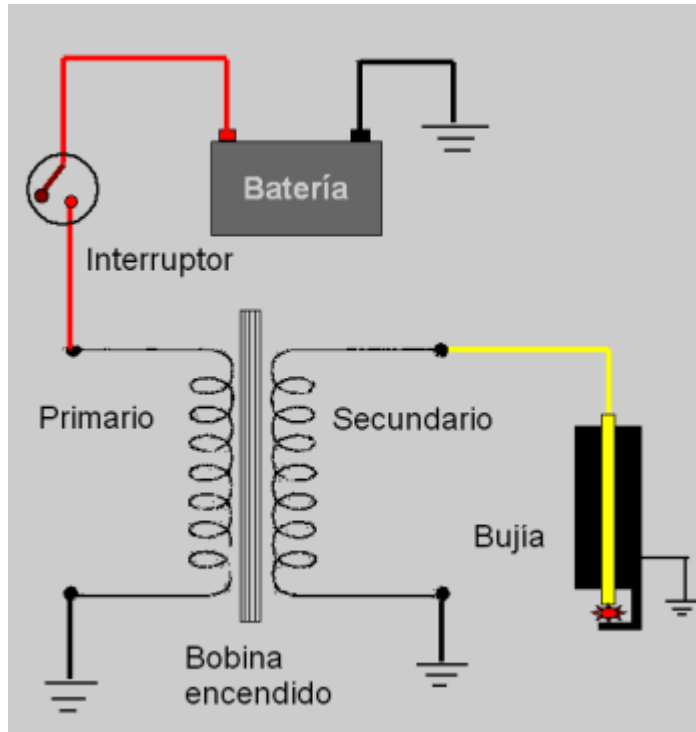 Batería
Interruptor
Primario
Secundario
Bujía
Bobina
encendido